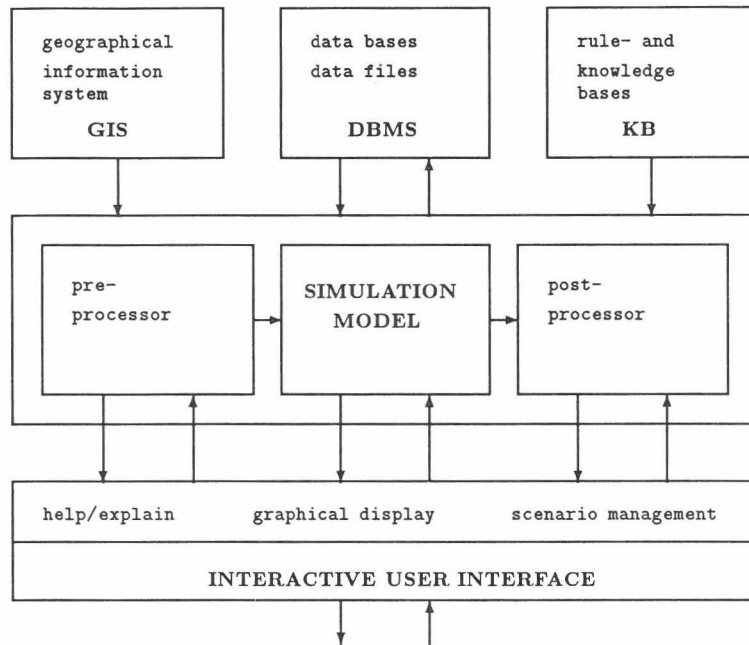 geographical
information
system
GIS
data bases
data files
DBMS
rule- and
knowledge
bases
KB
pre-
processor
SIMULATION
MODEL
post-
processor
help/explain
graphical display
scenario management
INTERACTIVE USER INTERFACE